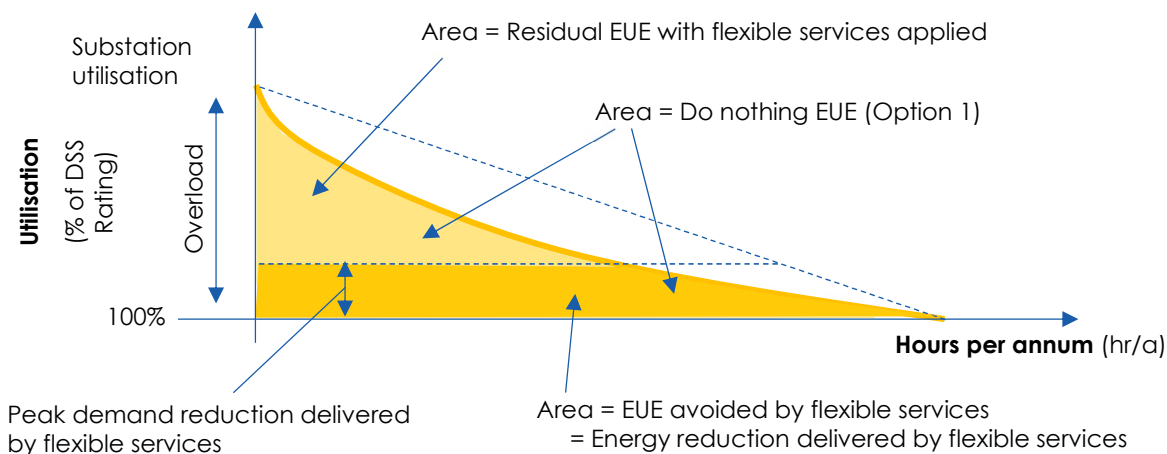 Area = Residual EUE with flexible services applied
Substation
utilisation
Area = Do nothing EUE (Option 1)
Utilisation
(% of DSS
Rating)
Overload
100%
Hours per annum (hr/a)
Peak demand reduction delivered
by flexible services
Area = EUE avoided by flexible services
= Energy reduction delivered by flexible services